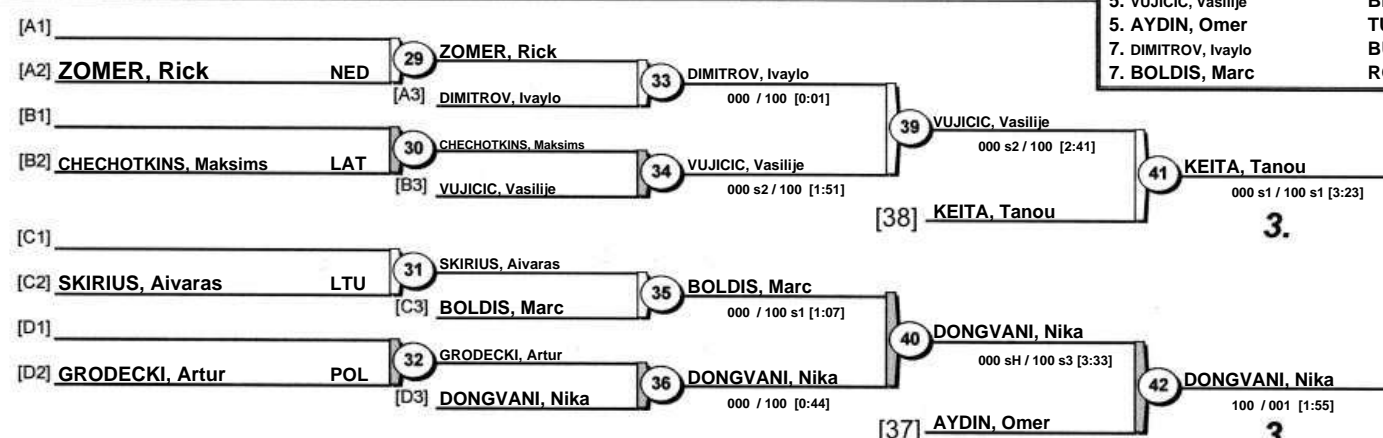 5. VUJICIC, Vasilije
5. AYDIN, Omer
7. DIMITROV, Ivaylo
7. BOLDIS, Marc
[A1]
[A2] ZOMER, Rick NED
29
ZOMER, Rick
[A3] DIMITROV, Ivaylo
33
DIMITROV, Ivaylo
000 / 100 [0:01]
[B1]
[B2] CHECHOTKINS, Maksims LAT
30
CHECHOTKINS, Maksims
[B3] VUJICIC, Vasilije
34
VUJICIC, Vasilije
000 s2 / 100 [1:51]
39
VUJICIC, Vasilije
000 s2 / 100 [2:41]
[38] KEITA, Tanou
41
KEITA, Tanou
000 s1 / 100 s1 [3:23]
3.
[C1]
[C2] SKIRIUS, Aivaras LTU
31
SKIRIUS, Aivaras
[C3] BOLDIS, Marc
35
BOLDIS, Marc
000 / 100 s1 [1:07]
[D1]
[D2] GRODECKI, Artur POL
32
GRODECKI, Artur
[D3] DONGVANI, Nika
36
DONGVANI, Nika
000 / 100 [0:44]
40
DONGVANI, Nika
000 sH / 100 s3 [3:33]
[37] AYDIN, Omer
42
DONGVANI, Nika
100 / 001 [1:55]
3